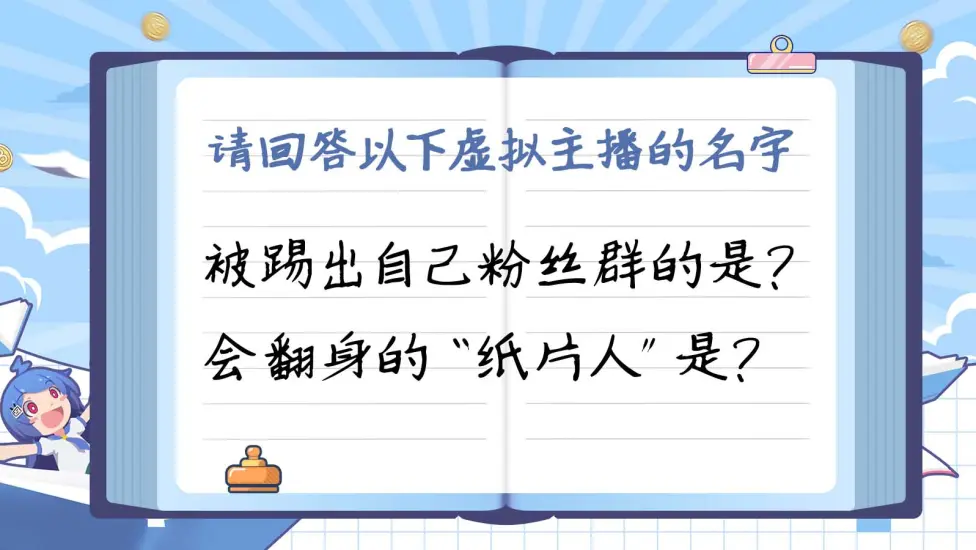 请回答以下虚拟主播的名字
被踢出自己粉丝群的是？
会翻身的“纸片人”是？